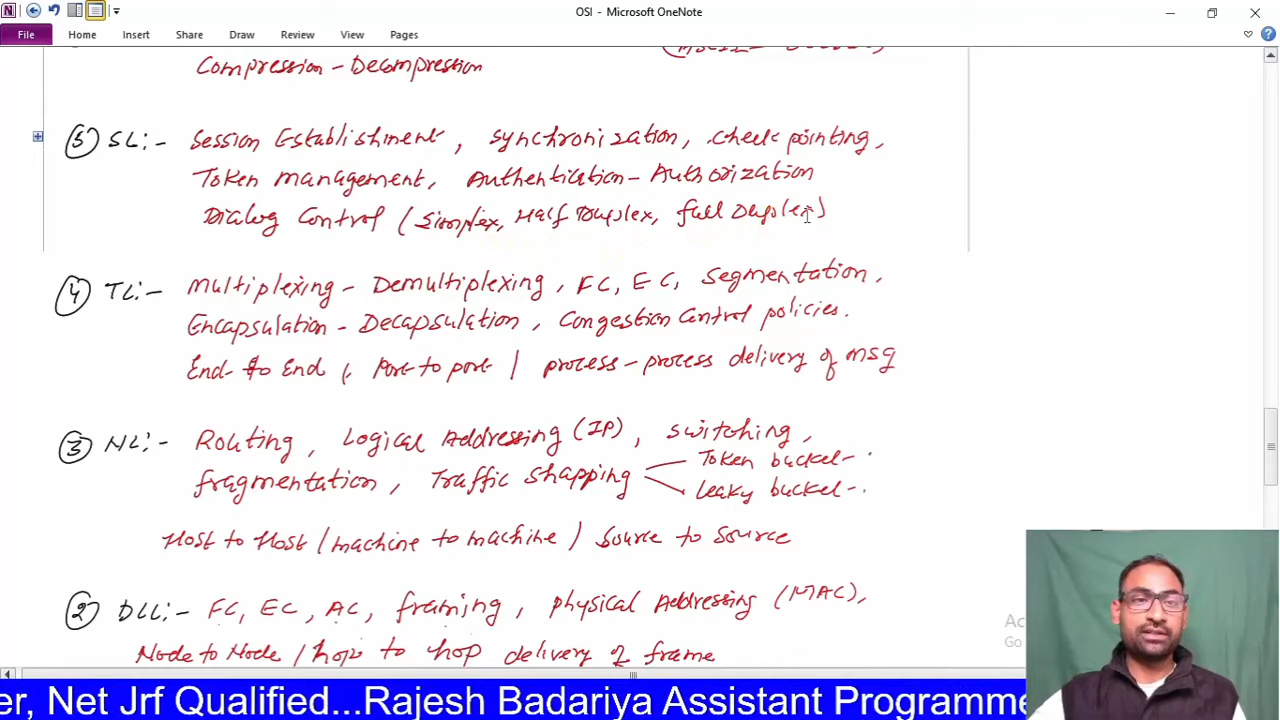 OSI - Microsoft OneNote
File Home Insert Share Draw Review View Pages
Compression - Decompression
5 SL:- Session Establishment, Synchronization, check pointing,
Token management, Authentication - Authorization
Dialog Control (Simplex, Half Duplex, full Duplex)
4 TL:- Multiplexing - Demultiplexing, FC, EC, Segmentation,
Encapsulation - Decapsulation, Congestion Control policies.
End to End, Port to port / process - process delivery of msg
3 NL:- Routing, Logical Addressing (IP), switching,
fragmentation, Traffic Shapping
Token bucket -
Leaky bucket -
Host to Host / machine to machine / Source to Source
2 DLL:- FC, EC, AC, framing, physical Addressing (MAC),
Node to Node / hop to hop delivery of frame
er, Net Jrf Qualified...Rajesh Badariya Assistant Programme